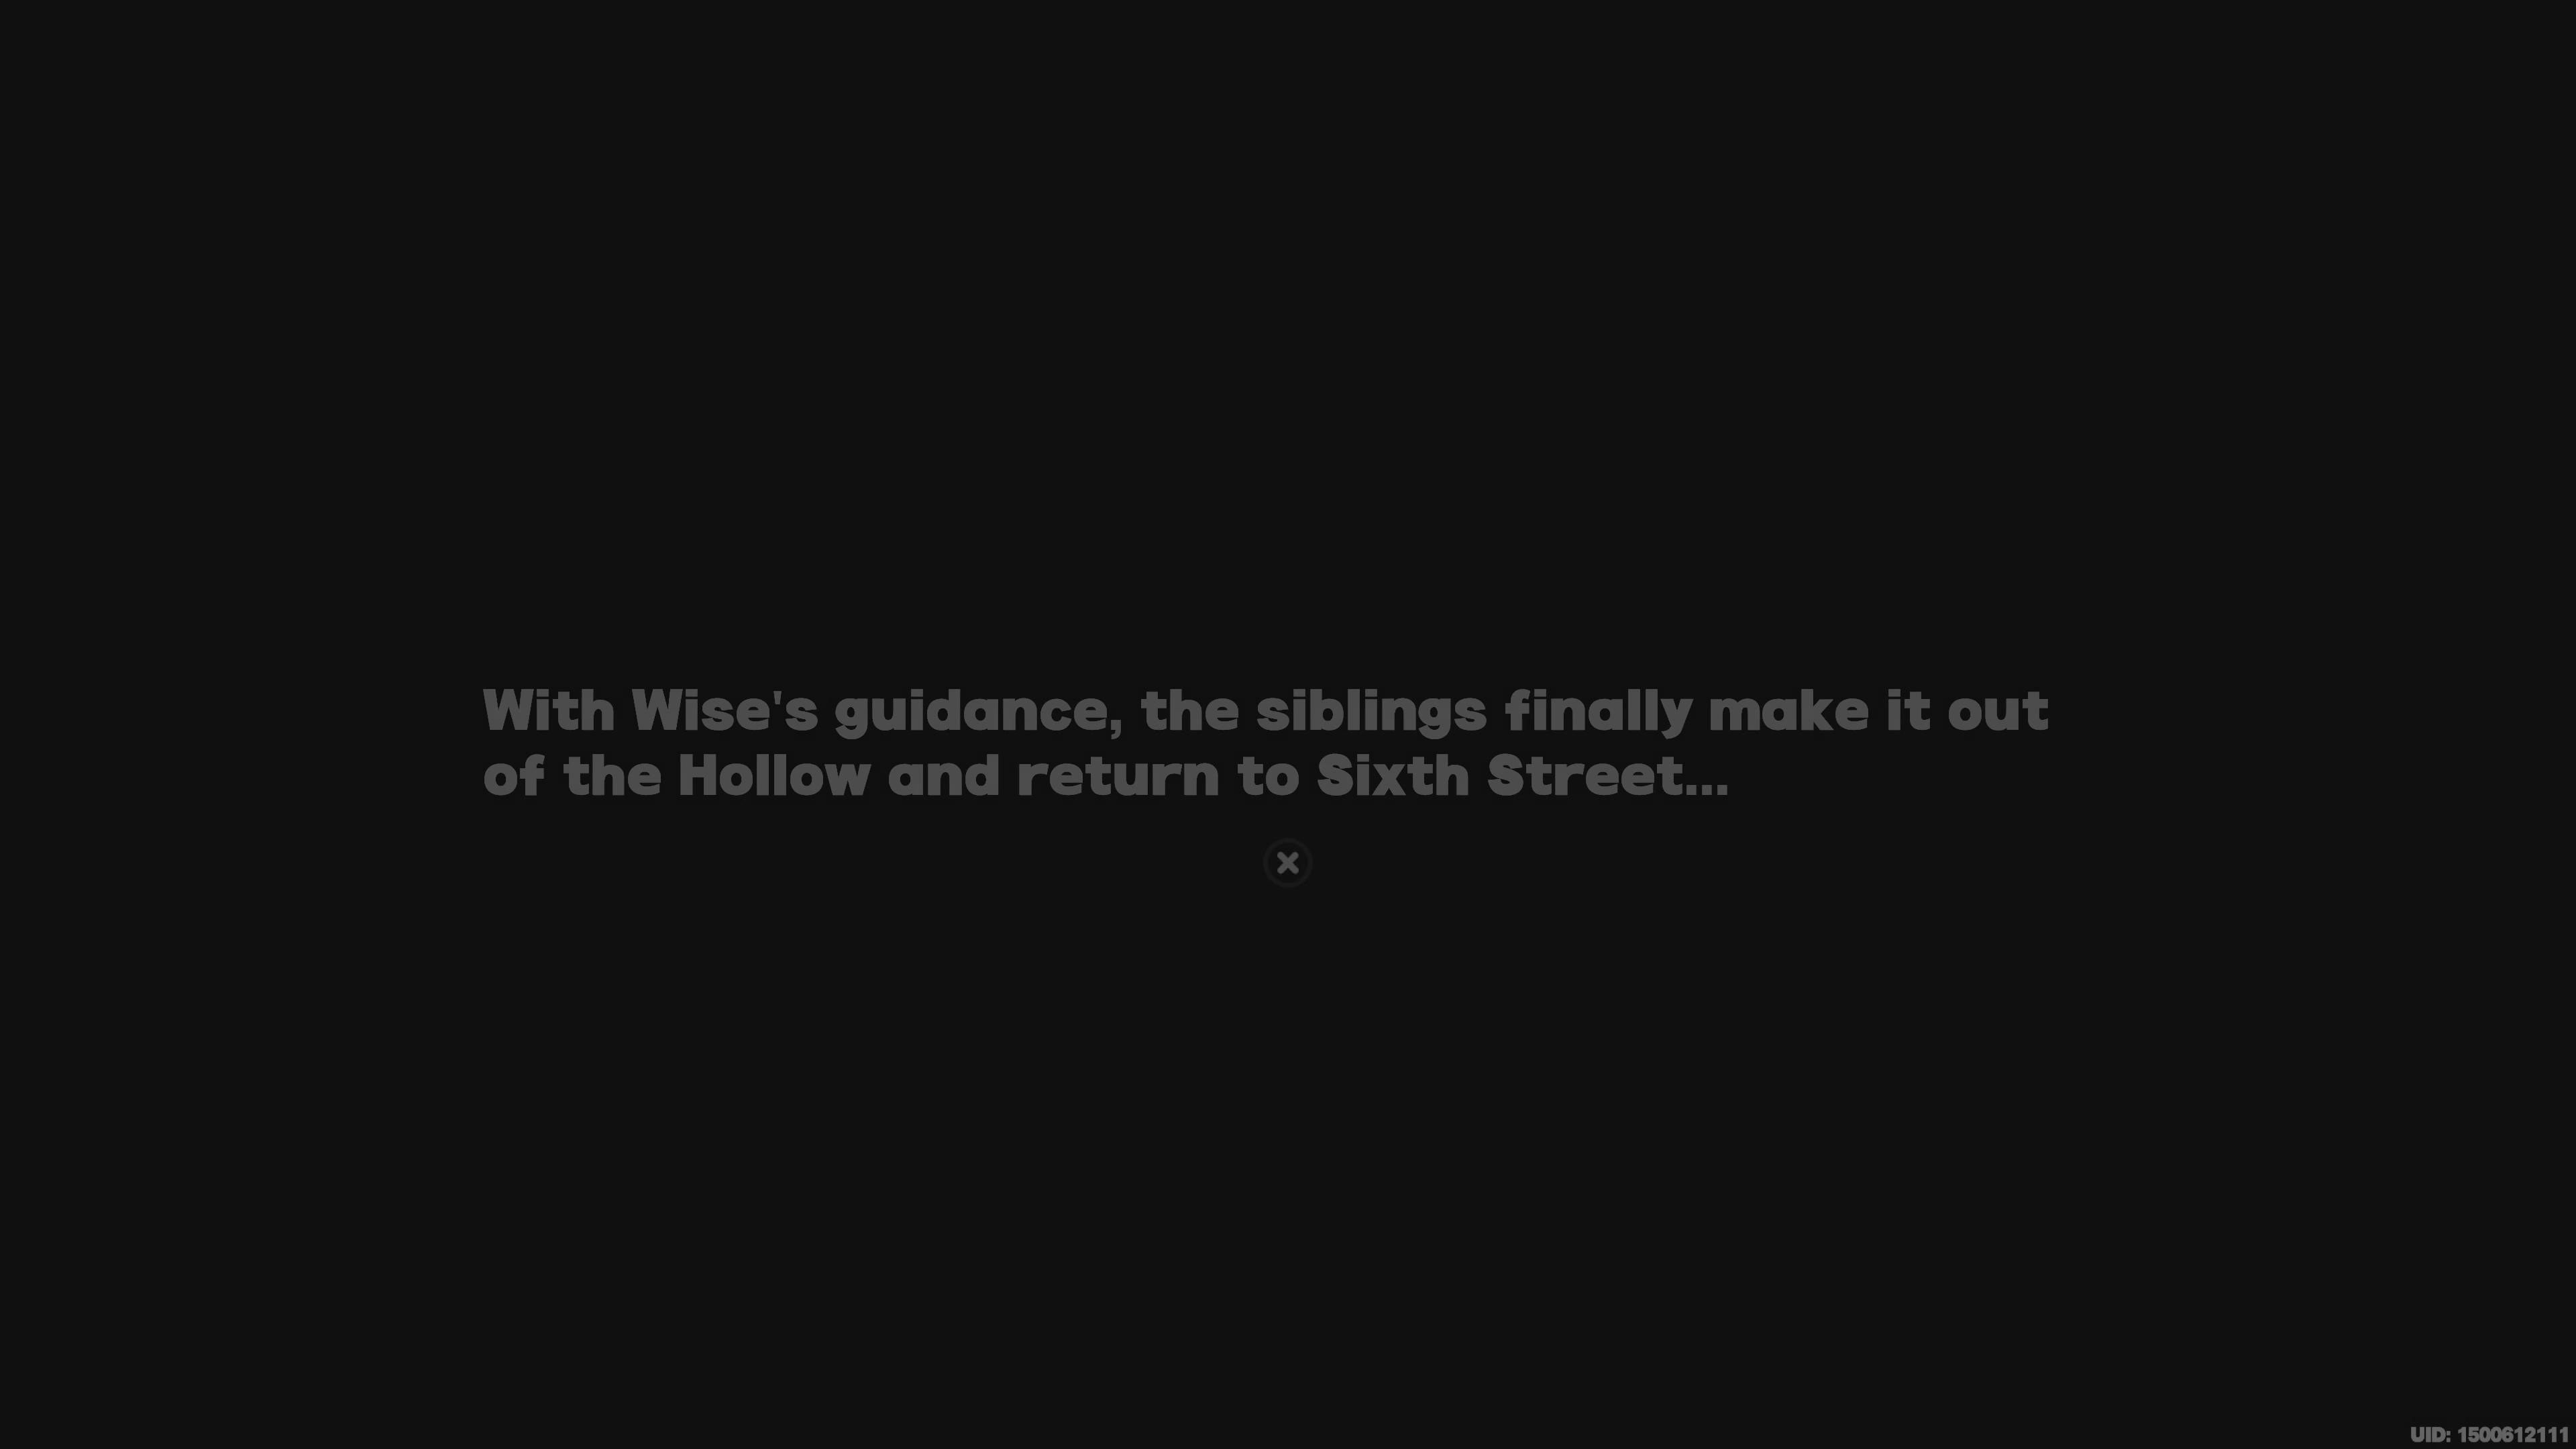 With Wise's guidance, the siblings finally make it out
of the Hollow and return to Sixth Street...
UID: 1500612111